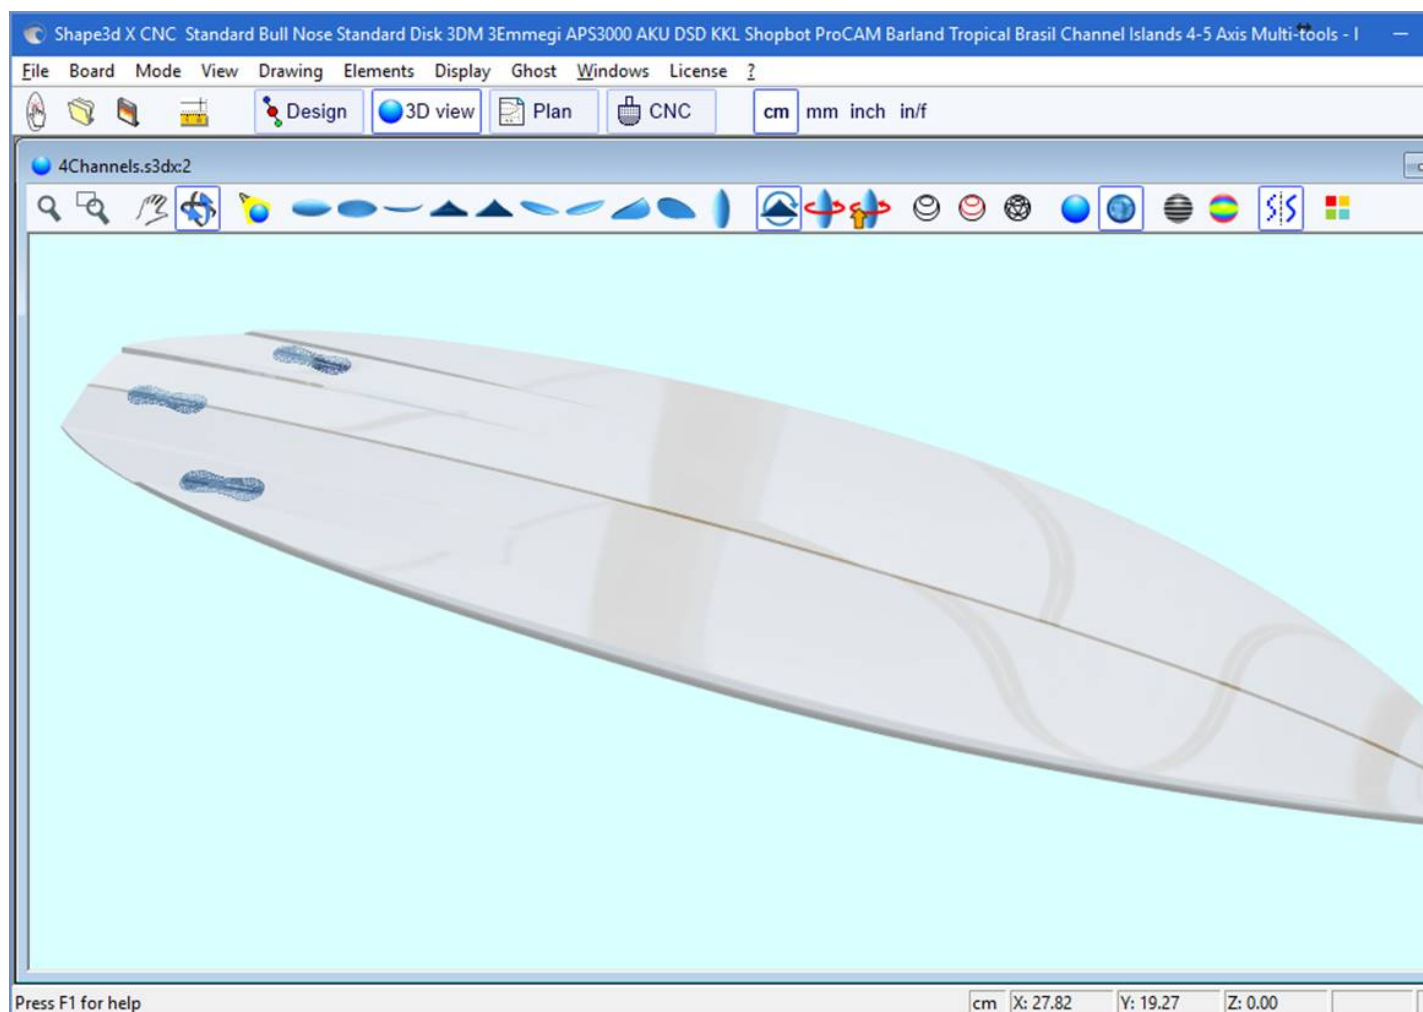 Shape3d X CNC Standard Bull Nose Standard Disk 3DM 3Emmegi APS3000 AKU DSD KKL Shopbot ProCAM Barland Tropical Brasil Channel Islands 4-5 Axis Multi-tools - I
File Board Mode View Drawing Elements Display Ghost Windows License ?
Design 3D view Plan CNC cm mm inch in/f
4Channels.s3dx:2
Press F1 for help cm X: 27.82 Y: 19.27 Z: 0.00